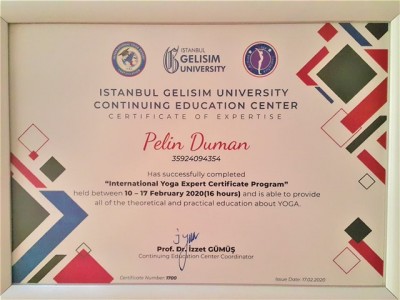 ISTANBUL
GELISIM
UNIVERSITY
ISTANBUL GELISIM UNIVERSITY
CONTINUING EDUCATION CENTER
CERTIFICATE OF EXPERTISE
Pelin Duman
35924094354
Has successfully completed
"International Yoga Expert Certificate Program"
held between 10 – 17 February 2020(16 hours) and is able to provide
all of the theoretical and practical education about YOGA.
Prof. Dr. İzzet GÜMÜŞ
Continuing Education Center Coordinator
Certificate Number: 1700
Issue Date: 17.02.2020